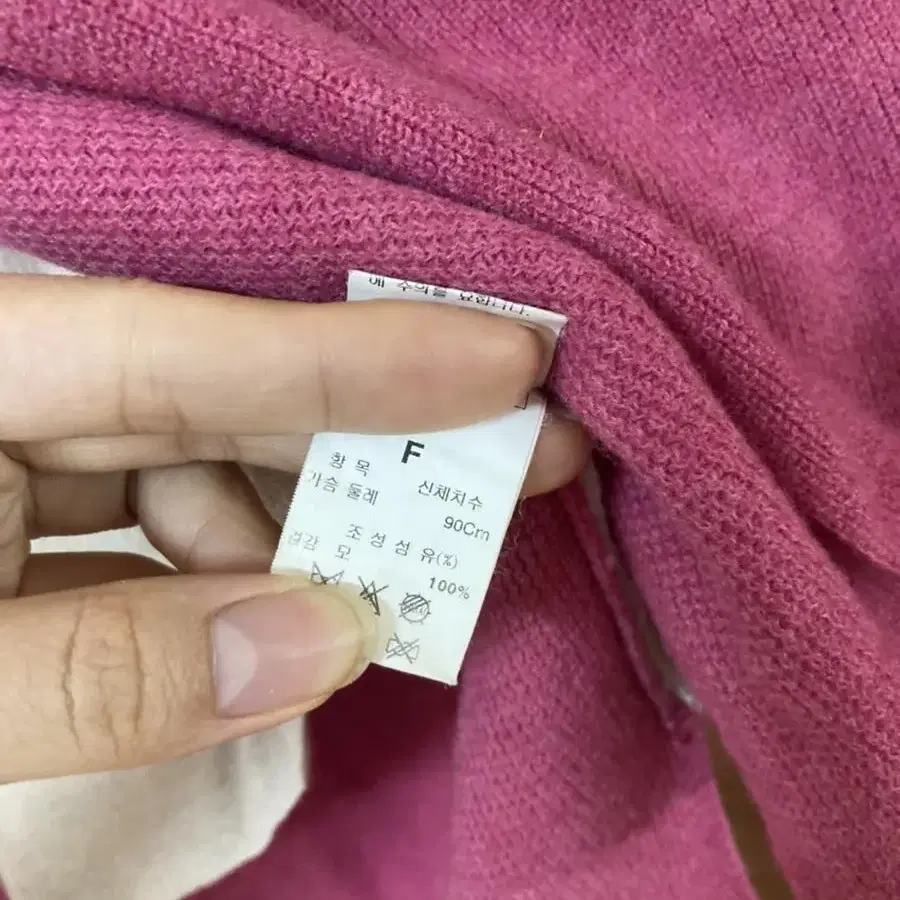 에 주의를 요합니다.
F
항 목 신체치수
가슴 둘레 90Cm
조 성 섬 유(%)
겉감 모 100%